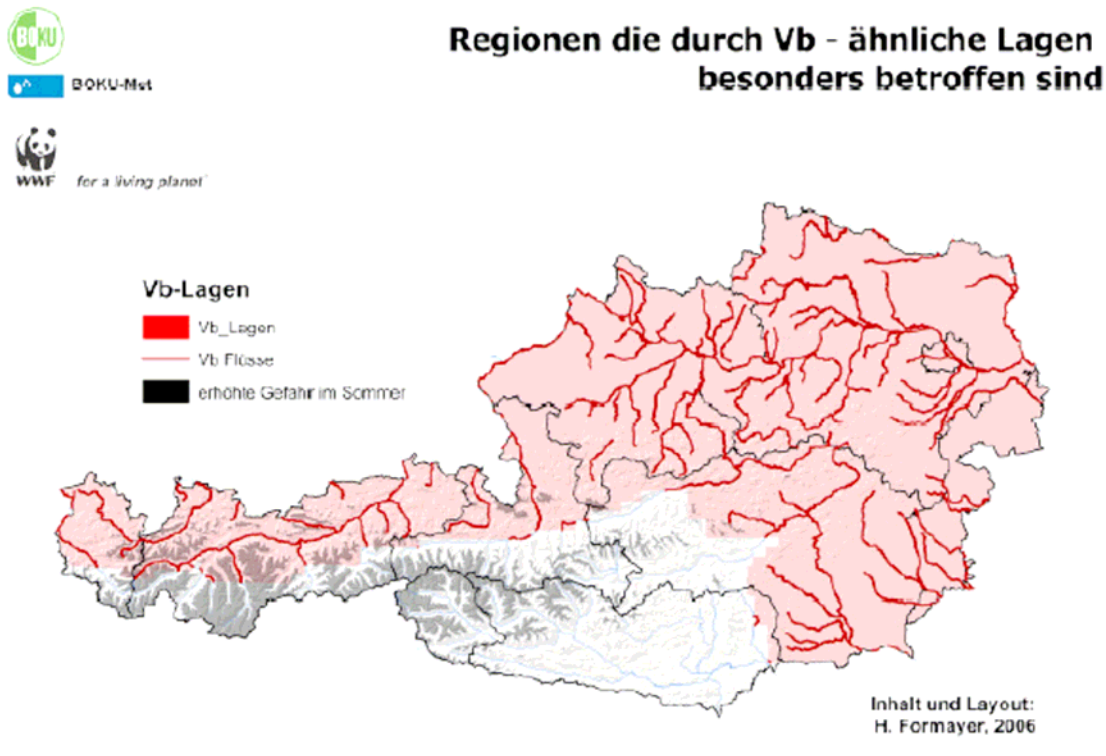 BOKU
BOKU-Met
WWF
for a living planet'
Regionen die durch Vb - ähnliche Lagen
besonders betroffen sind
Vb-Lagen
Vb_Lagen
Vb Flüsse
erhöhte Gefahr im Sommer
Inhalt und Layout:
H. Formayer, 2006